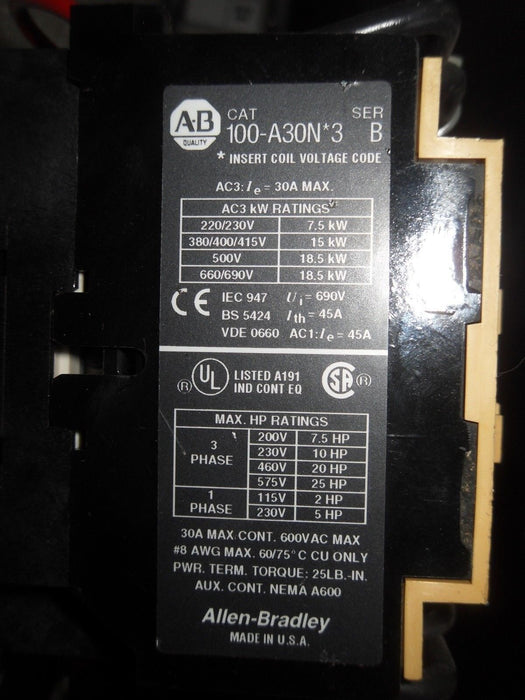 A-B
QUALITY
CAT SER
100-A30N*3 B
* INSERT COIL VOLTAGE CODE
AC3: Ie = 30A MAX.
AC3 kW RATINGS
220/230V 7.5 kW
380/400/415V 15 kW
500V 18.5 kW
660/690V 18.5 kW
CE IEC 947 Ui = 690V
BS 5424 Ith = 45A
VDE 0660 AC1: Ie = 45A
® UL LISTED A191 SA ®
IND CONT EQ
MAX. HP RATINGS
3 PHASE 200V 7.5 HP
230V 10 HP
460V 20 HP
575V 25 HP
1 PHASE 115V 2 HP
230V 5 HP
30A MAX.CONT. 600VAC MAX
#8 AWG MAX. 60/75°C CU ONLY
PWR. TERM. TORQUE: 25LB.-IN.
AUX. CONT. NEMA A600
Allen-Bradley
MADE IN U.S.A.